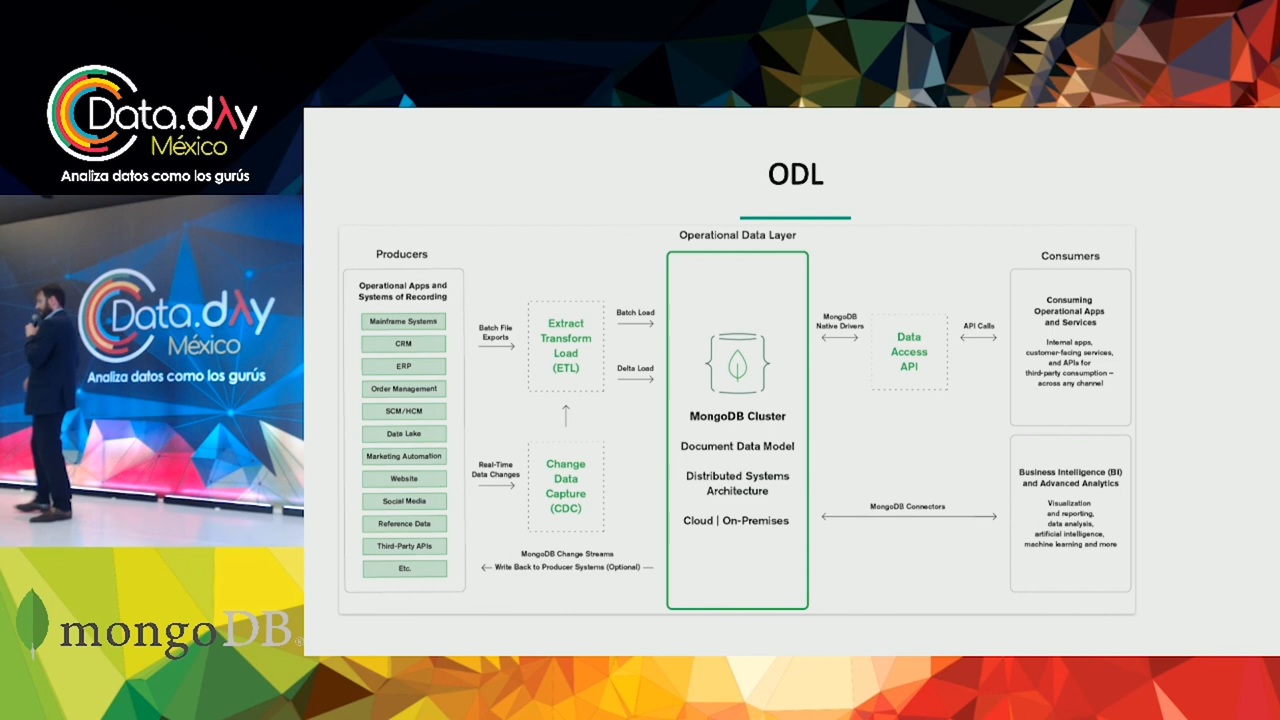 Data.dAy
México
Analiza datos como los gurús
Data.dAy
México
Analiza datos como los gurús
mongoDB®
ODL
Operational Data Layer
Producers
Operational Apps and
Systems of Recording
Mainframe Systems
CRM
ERP
Order Management
SCM/HCM
Data Lake
Marketing Automation
Website
Social Media
Reference Data
Third-Party APIs
Etc.
Batch File
Exports
Real-Time
Data Changes
Extract
Transform
Load
(ETL)
Change
Data
Capture
(CDC)
Batch Load
Delta Load
MongoDB Change Streams
Write Back to Producer Systems (Optional)
MongoDB Cluster
Document Data Model
Distributed Systems
Architecture
Cloud | On-Premises
MongoDB
Native Drivers
Data
Access
API
API Calls
MongoDB Connectors
Consumers
Consuming
Operational Apps
and Services
Internal apps,
customer-facing services,
and APIs for
third-party consumption –
across any channel
Business Intelligence (BI)
and Advanced Analytics
Visualization
and reporting,
data analysis,
artificial intelligence,
machine learning and more